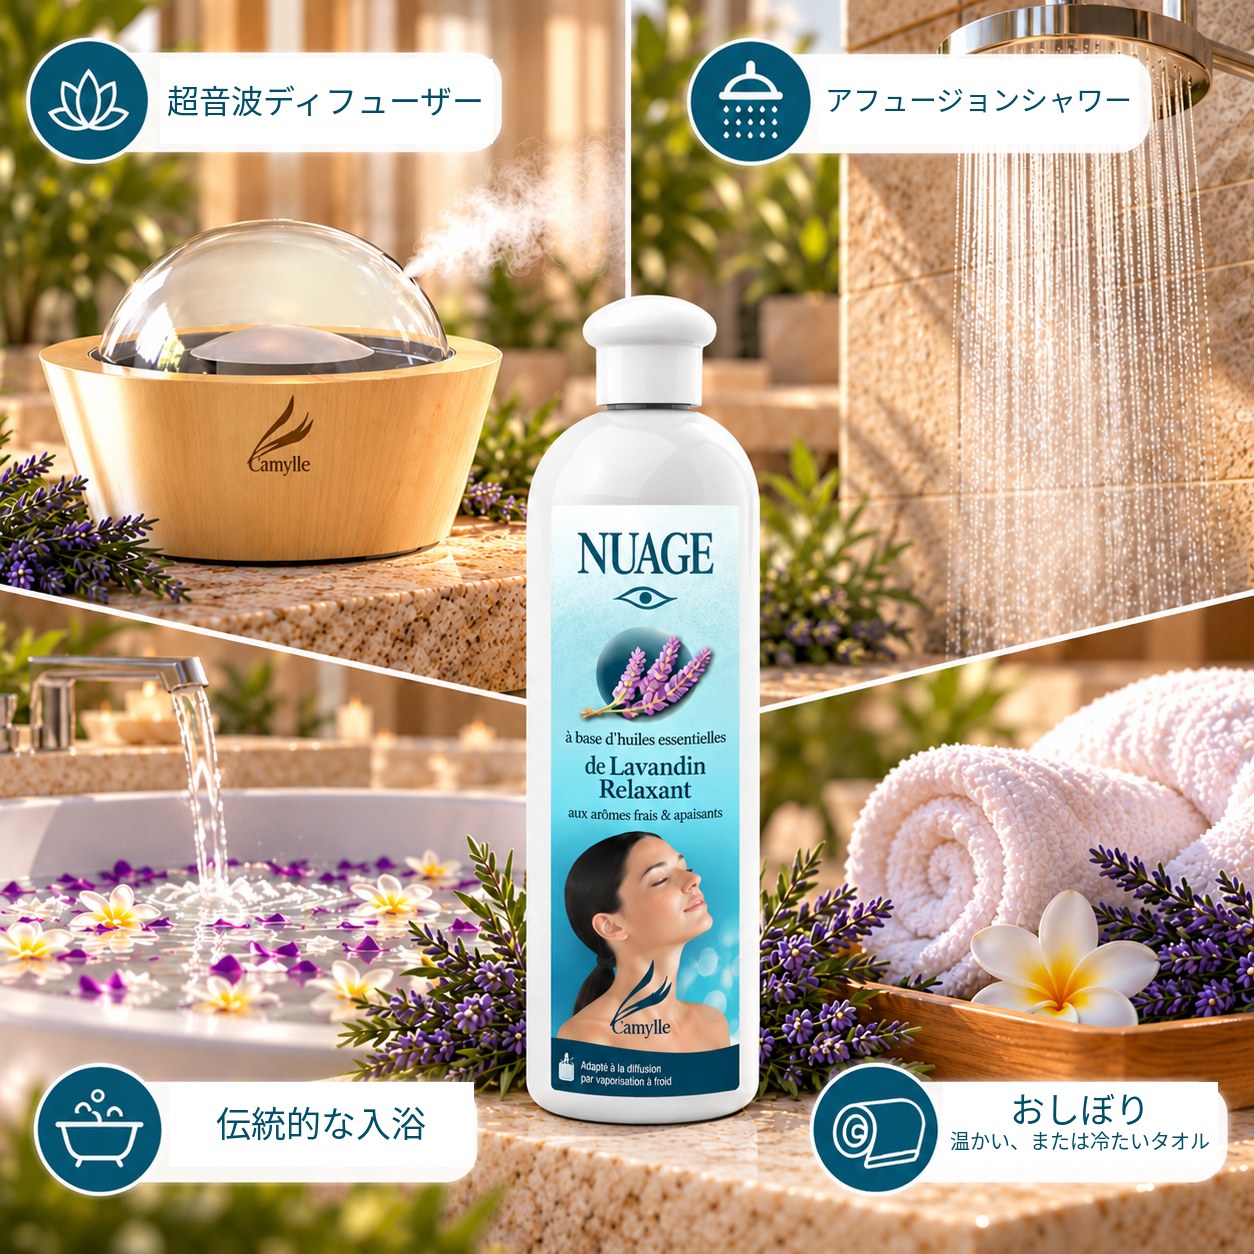 超音波ディフューザー
アフュージョンシャワー
Camylle
NUAGE
à base d'huiles essentielles
de Lavandin
Relaxant
aux arômes frais & apaisants
Camylle
Adapté à la diffusion
par vaporisation à froid
伝統的な入浴
おしぼり
温かい、または冷たいタオル